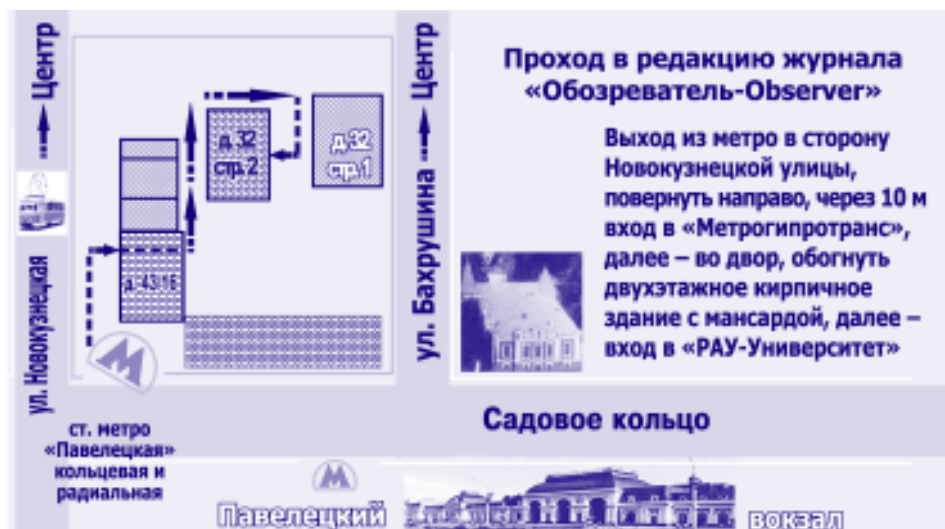 Проход в редакцию журнала
«Обозреватель-Observer»
Выход из метро в сторону
Новокузнецкой улицы,
повернуть направо, через 10 м
вход в «Метрогипротранс»,
далее – во двор, обогнуть
двухэтажное кирпичное
здание с мансардой, далее –
вход в «РАУ-Университет»
ул. Новокузнецкая
Центр
ул. Бахрушина
Центр
д.32
стр.2
д.32
стр.1
д.43/16
М
Садовое кольцо
ст. метро
«Павелецкая»
кольцевая и
радиальная
М
Павелецкий вокзал